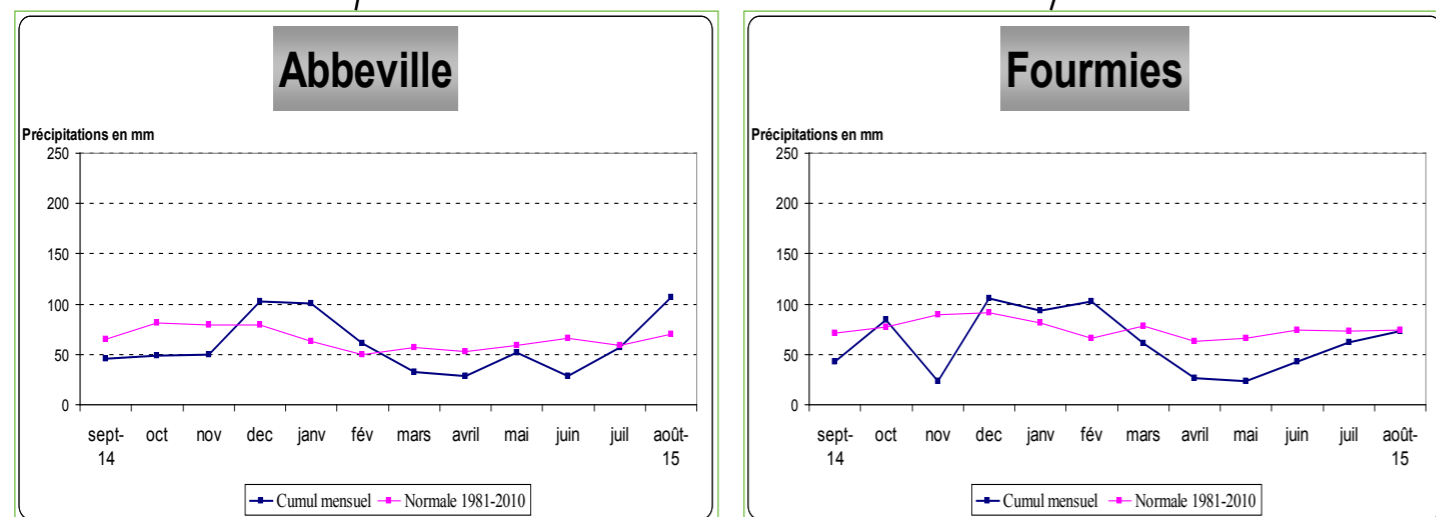 Abbeville
Précipitations en mm
250
200
150
100
50
0
sept-14 oct nov dec janv fév mars avril mai juin juil août-15
Cumul mensuel Normale 1981-2010
Fourmies
Précipitations en mm
250
200
150
100
50
0
sept-14 oct nov dec janv fév mars avril mai juin juil août-15
Cumul mensuel Normale 1981-2010